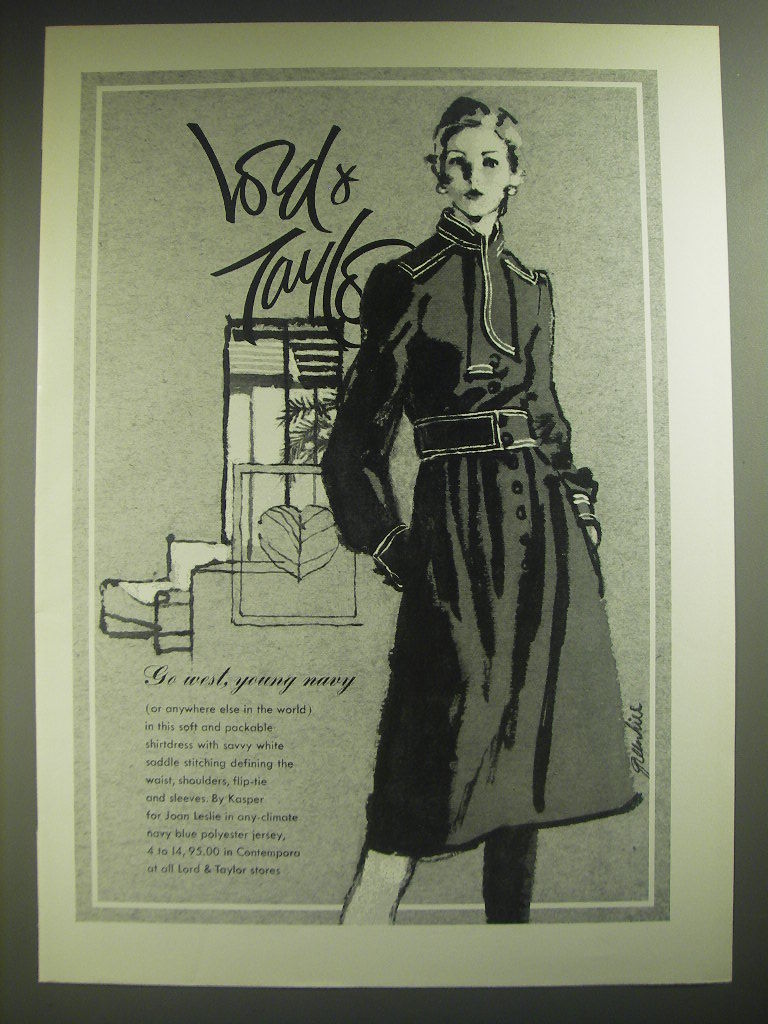 Lord &
Taylor
Go west, young navy
(or anywhere else in the world)
in this soft and packable
shirtdress with savvy white
saddle stitching defining the
waist, shoulders, flip-tie
and sleeves. By Kasper
for Joan Leslie in any-climate
navy blue polyester jersey,
4 to 14, 95.00 in Contempora
at all Lord & Taylor stores
Greenhill